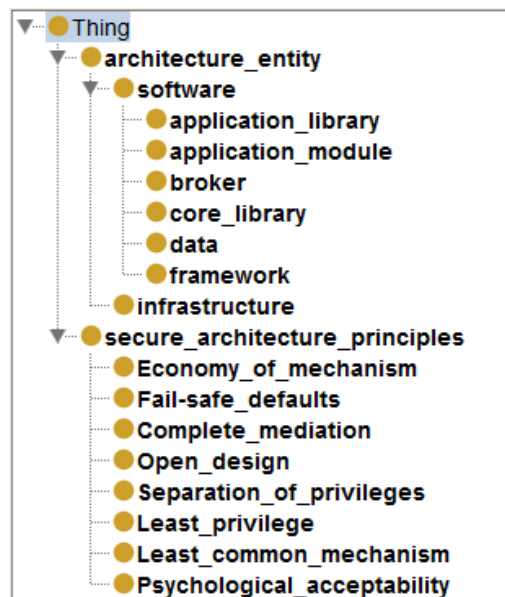 Thing
architecture_entity
software
application_library
application_module
broker
core_library
data
framework
infrastructure
secure_architecture_principles
Economy_of_mechanism
Fail-safe_defaults
Complete_mediation
Open_design
Separation_of_privileges
Least_privilege
Least_common_mechanism
Psychological_acceptability